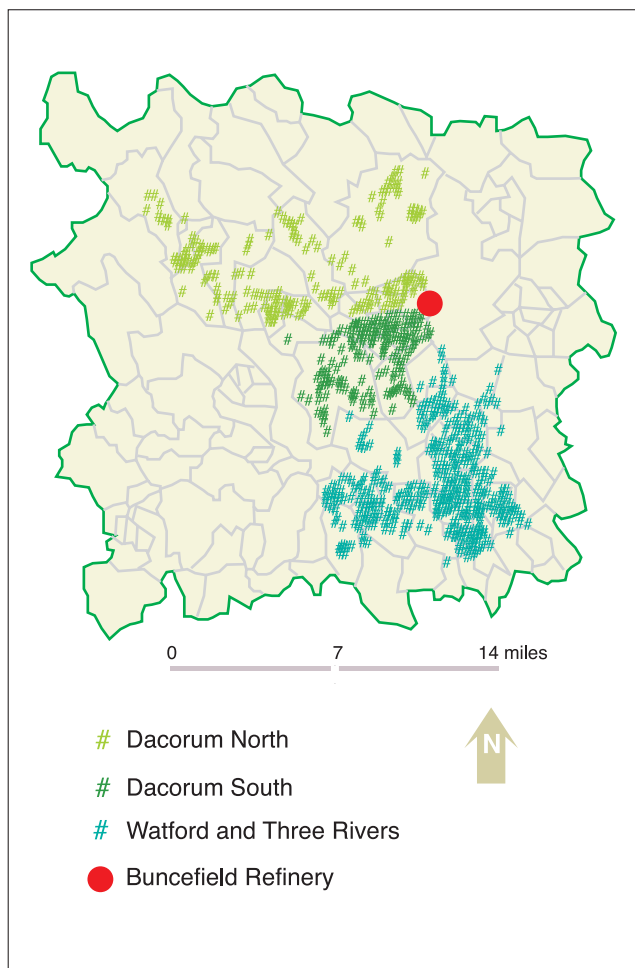 0 7 14 miles
N
# Dacorum North
# Dacorum South
# Watford and Three Rivers
Buncefield Refinery